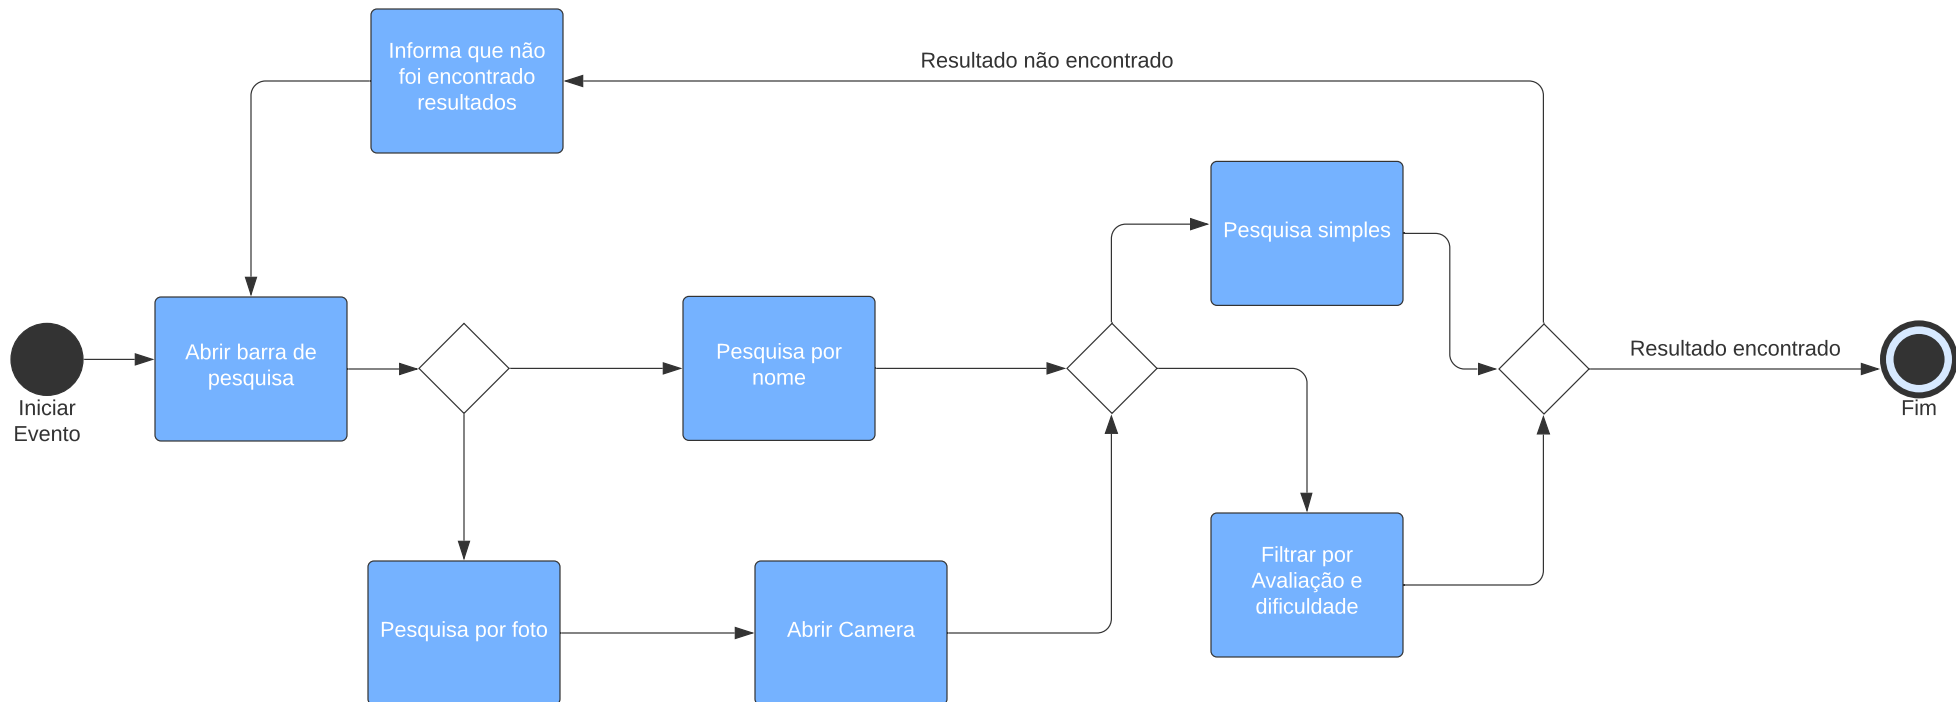 Informa que não
foi encontrado
resultados
Resultado não encontrado
Pesquisa simples
Iniciar
Evento
Abrir barra de
pesquisa
Pesquisa por
nome
Resultado encontrado
Fim
Pesquisa por foto
Abrir Camera
Filtrar por
Avaliação e
dificuldade